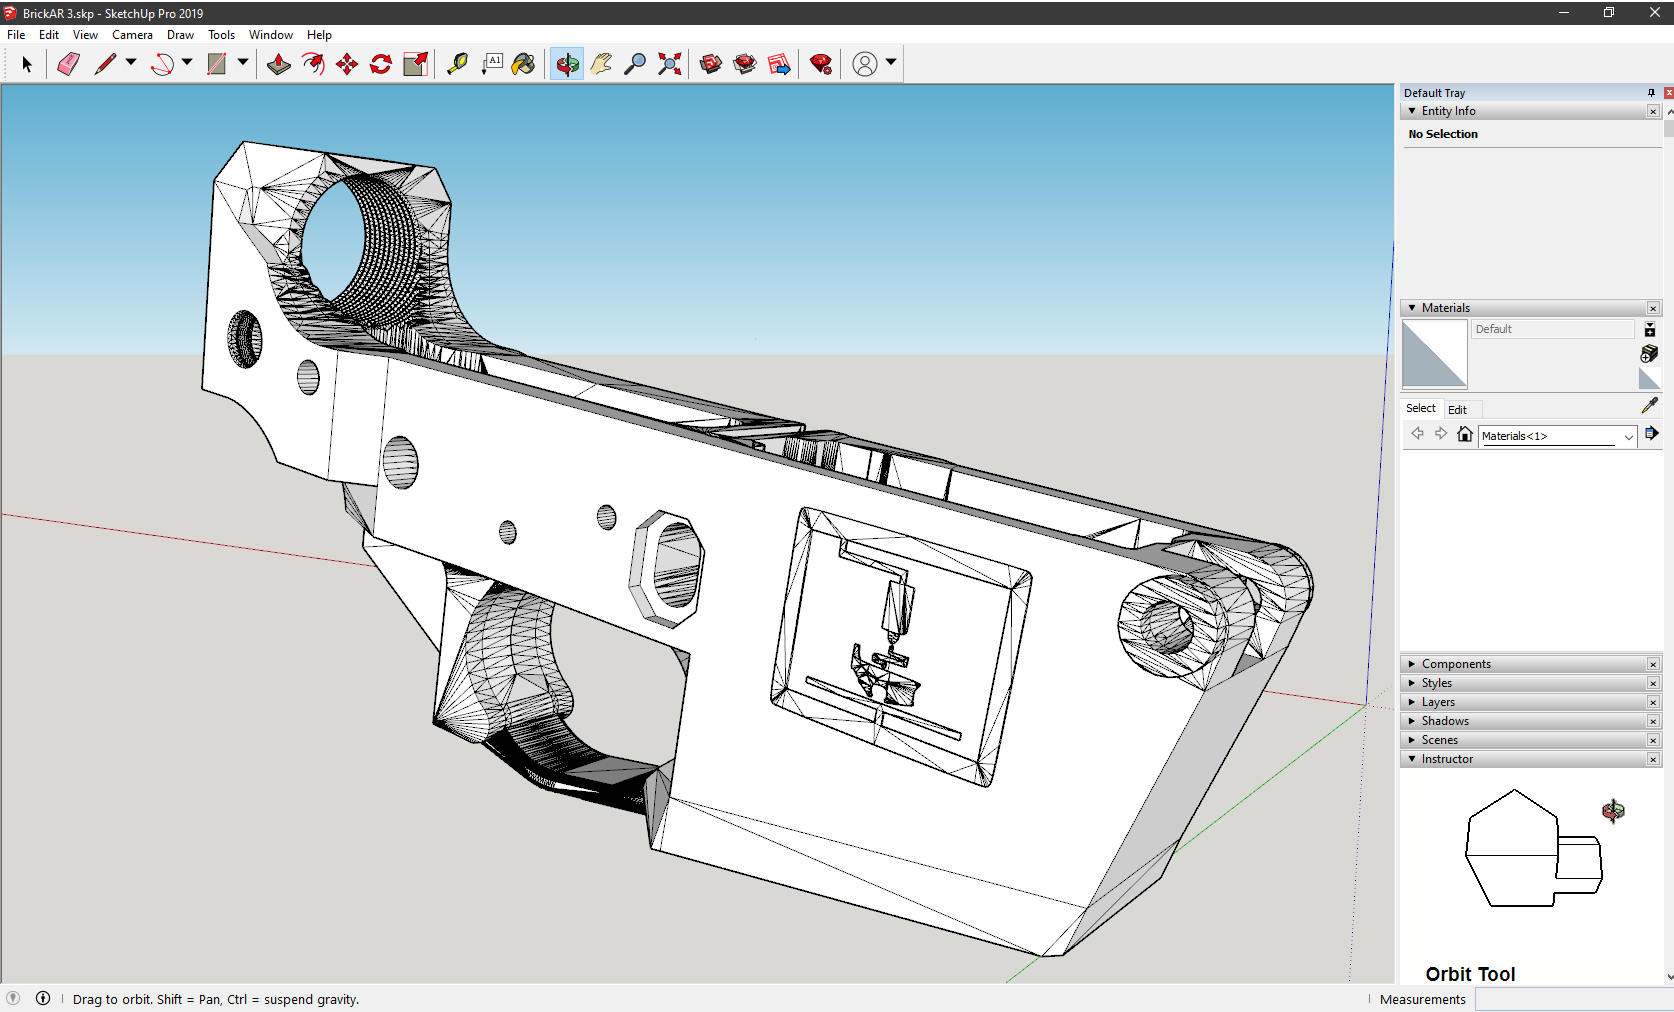 BrickAR 3.skp - SketchUp Pro 2019
File Edit View Camera Draw Tools Window Help
A1
Default Tray
Entity Info
No Selection
Materials
Default
Select Edit
Materials<1>
Components
Styles
Layers
Shadows
Scenes
Instructor
Orbit Tool
Drag to orbit. Shift = Pan, Ctrl = suspend gravity.
Measurements